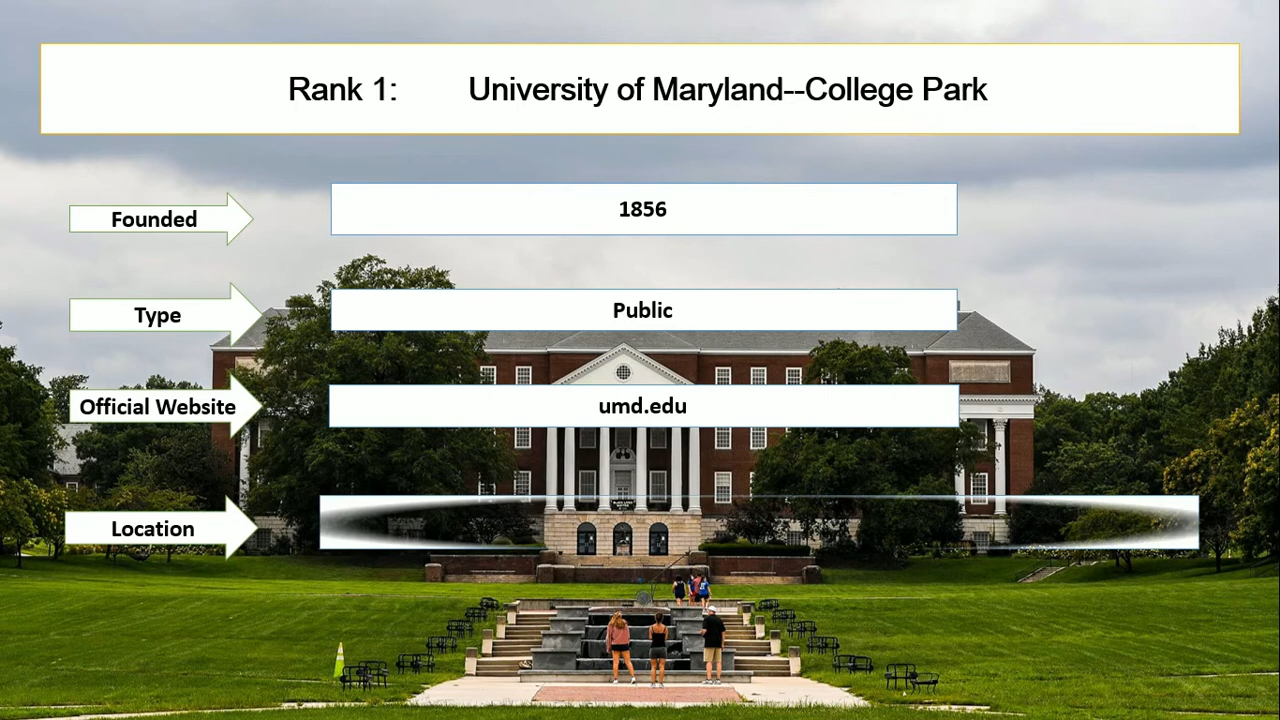 Rank 1: University of Maryland--College Park
Founded
1856
Type
Public
Official Website
umd.edu
Location